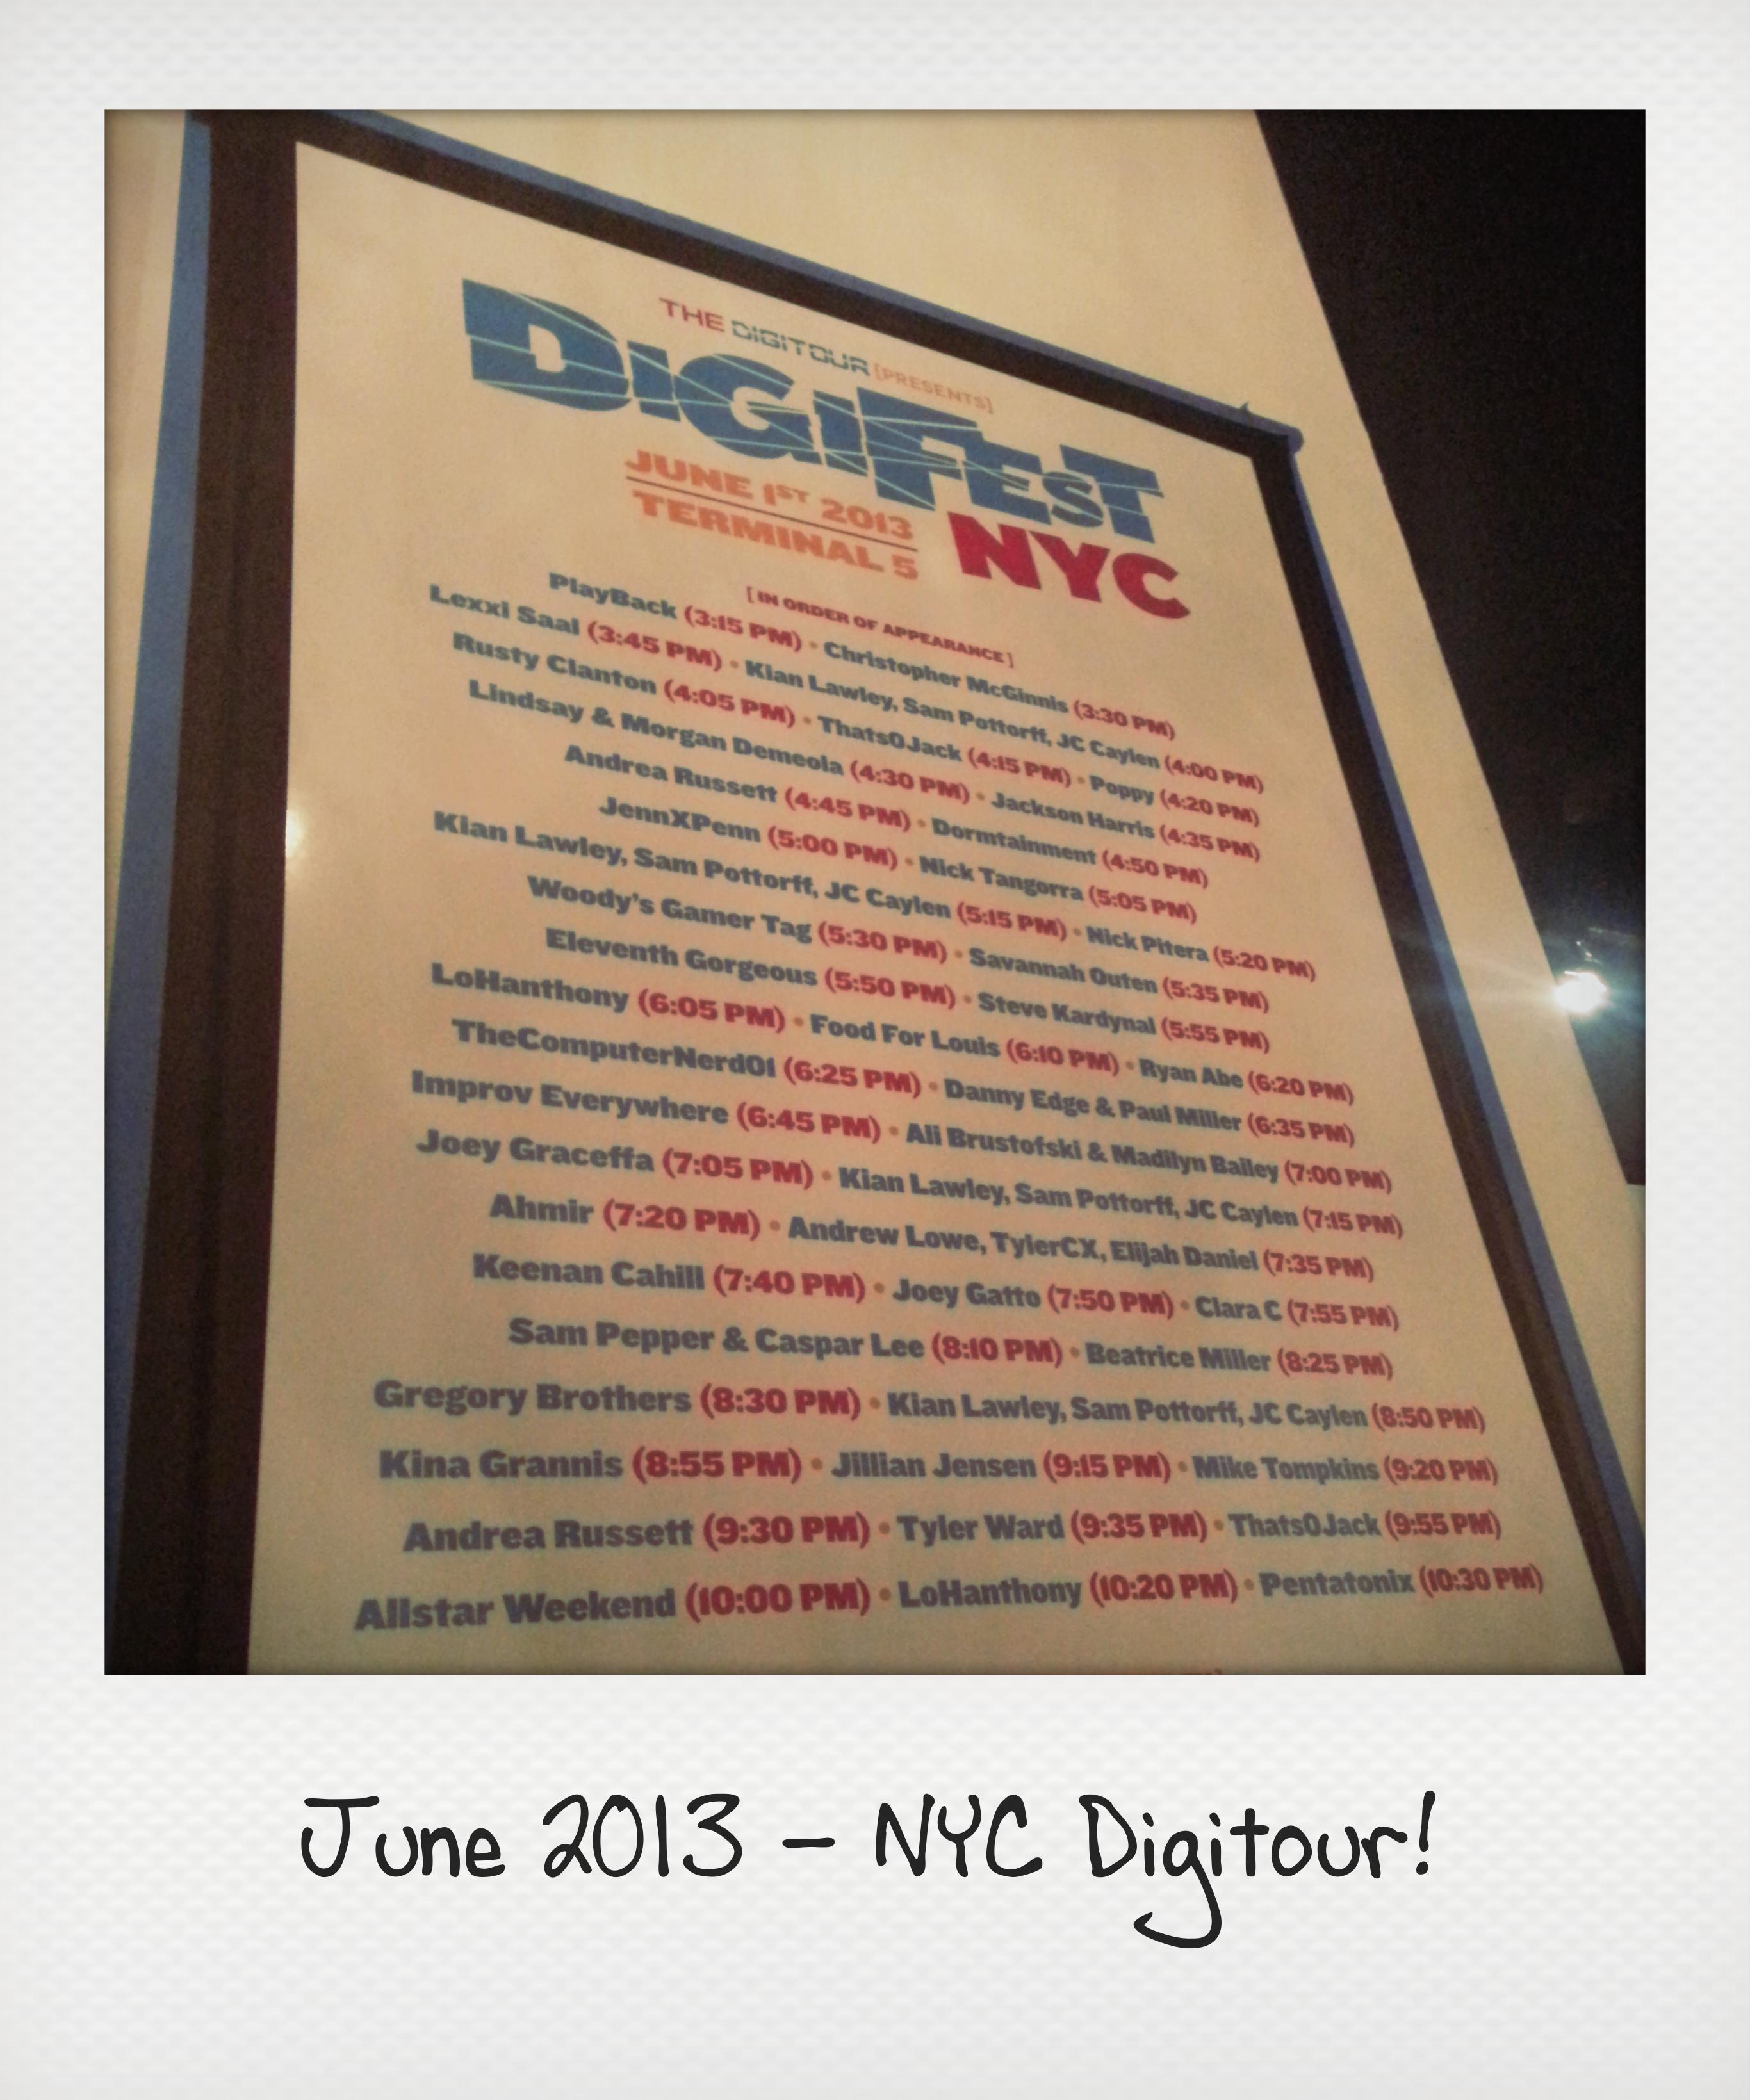 THE DIGITOUR [PRESENTS]
DIGIFEST
JUNE 1ST 2013
TERMINAL 5
NYC
[IN ORDER OF APPEARANCE]
PlayBack (3:15 PM) • Christopher McGinnis (3:30 PM)
Lexxi Saal (3:45 PM) • Kian Lawley, Sam Pottorff, JC Caylen (4:00 PM)
Rusty Clanton (4:05 PM) • ThatsOJack (4:15 PM) • Poppy (4:20 PM)
Lindsay & Morgan Demeola (4:30 PM) • Jackson Harris (4:35 PM)
Andrea Russett (4:45 PM) • Dormtainment (4:50 PM)
JennXPenn (5:00 PM) • Nick Tangorra (5:05 PM)
Kian Lawley, Sam Pottorff, JC Caylen (5:15 PM) • Nick Pitera (5:20 PM)
Woody's Gamer Tag (5:30 PM) • Savannah Outen (5:35 PM)
Eleventh Gorgeous (5:50 PM) • Steve Kardynal (5:55 PM)
LoHanthony (6:05 PM) • Food For Louis (6:10 PM) • Ryan Abe (6:20 PM)
TheComputerNerd01 (6:25 PM) • Danny Edge & Paul Miller (6:35 PM)
Improv Everywhere (6:45 PM) • Ali Brustofski & Madilyn Bailey (7:00 PM)
Joey Graceffa (7:05 PM) • Kian Lawley, Sam Pottorff, JC Caylen (7:15 PM)
Ahmir (7:20 PM) • Andrew Lowe, TylerCX, Elijah Daniel (7:35 PM)
Keenan Cahill (7:40 PM) • Joey Gatto (7:50 PM) • Clara C (7:55 PM)
Sam Pepper & Caspar Lee (8:10 PM) • Beatrice Miller (8:25 PM)
Gregory Brothers (8:30 PM) • Kian Lawley, Sam Pottorff, JC Caylen (8:50 PM)
Kina Grannis (8:55 PM) • Jillian Jensen (9:15 PM) • Mike Tompkins (9:20 PM)
Andrea Russett (9:30 PM) • Tyler Ward (9:35 PM) • ThatsOJack (9:55 PM)
Allstar Weekend (10:00 PM) • LoHanthony (10:20 PM) • Pentatonix (10:30 PM)
June 2013 - NYC Digitour!